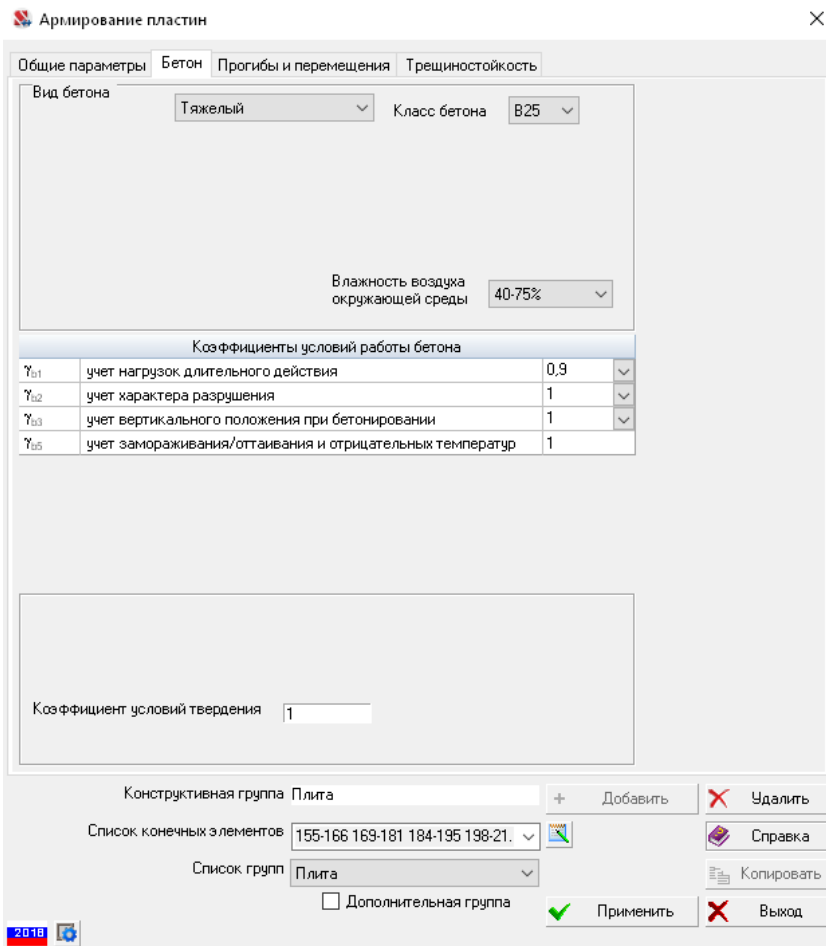 Армирование пластин
Общие параметры Бетон Прогибы и перемещения Трещиностойкость
Вид бетона
Тяжелый Класс бетона B25
Влажность воздуха
окружающей среды 40-75%
Коэффициенты условий работы бетона
γb1 учет нагрузок длительного действия 0,9
γb2 учет характера разрушения 1
γb3 учет вертикального положения при бетонировании 1
γb5 учет замораживания/оттаивания и отрицательных температур 1
Коэффициент условий твердения 1
Конструктивная группа Плита + Добавить Удалить
Список конечных элементов 155-166 169-181 184-195 198-21. Справка
Список групп Плита Копировать
Дополнительная группа Применить Выход
2018